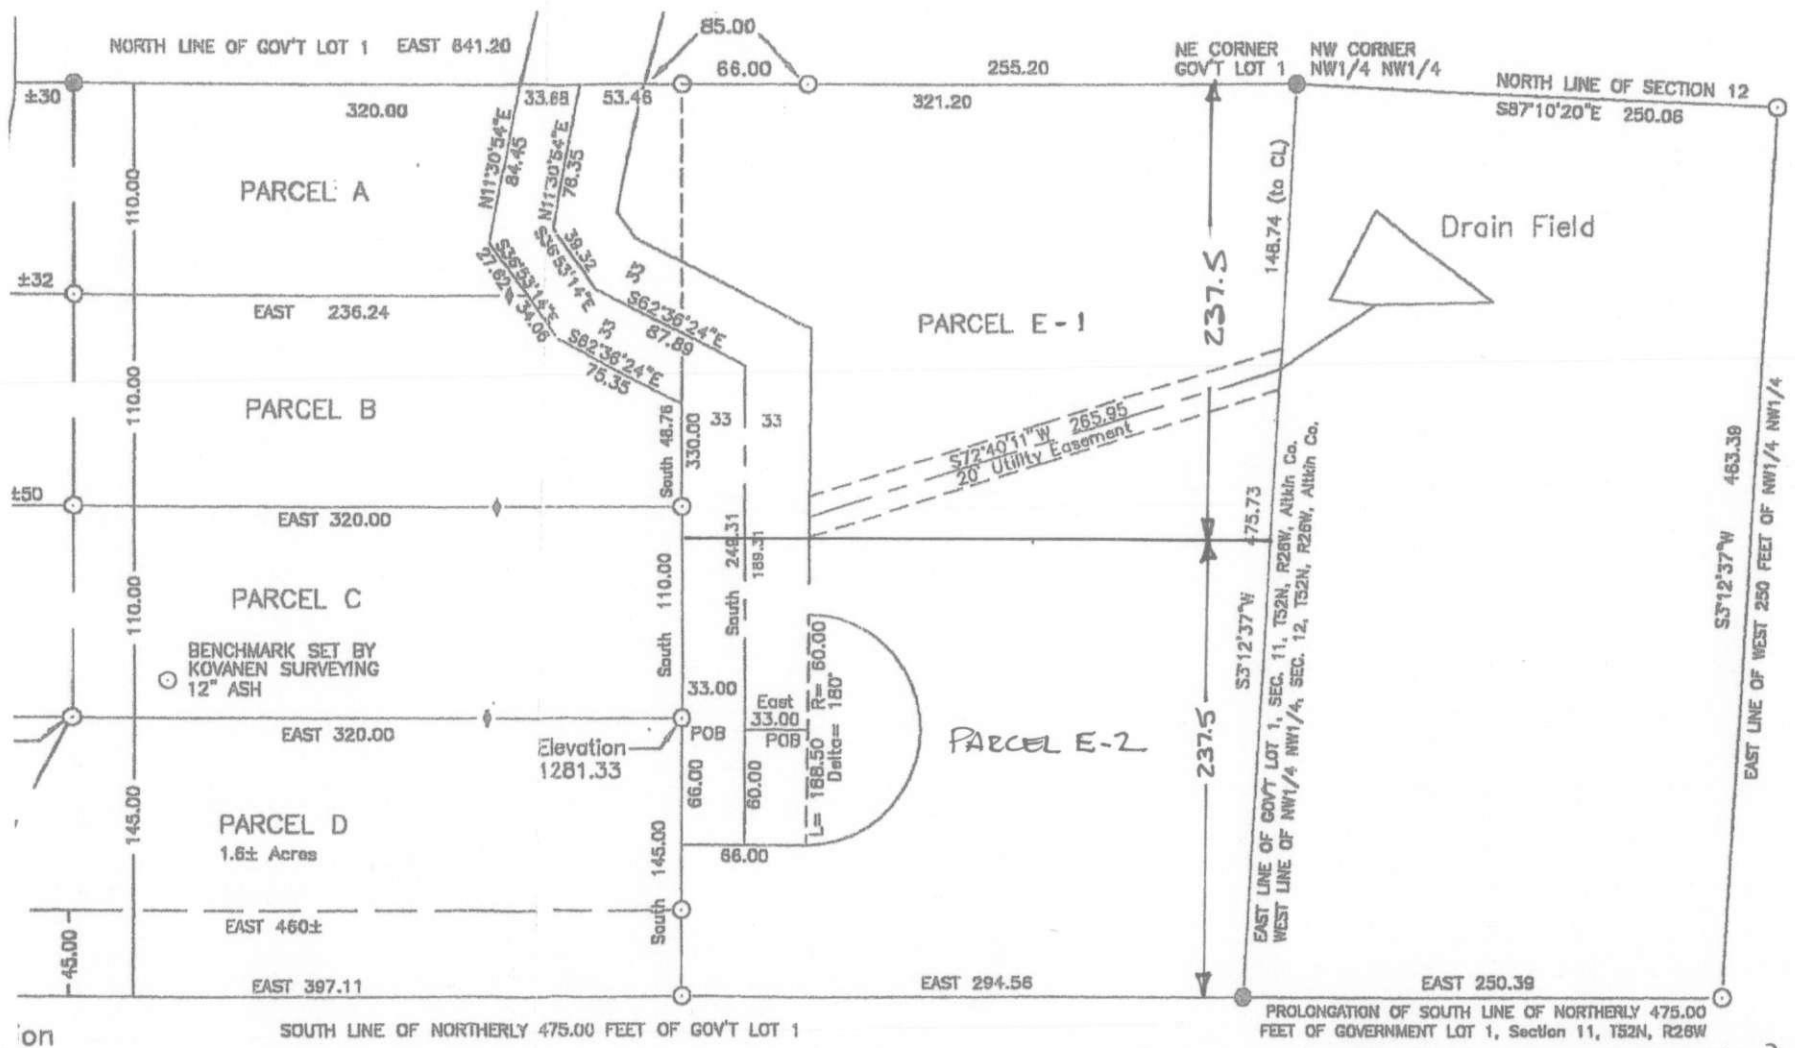 NORTH LINE OF GOV'T LOT 1 EAST 641.20
85.00
66.00
255.20
NE CORNER
GOV'T LOT 1
NW CORNER
NW1/4 NW1/4
NORTH LINE OF SECTION 12
S87°10'20"E 250.06
±30
320.00
33.68
53.46
321.20
110.00
PARCEL A
N11°30'54"E
84.45
N11°30'54"E
78.35
148.74 (to CL)
Drain Field
±32
EAST 236.24
S36°53'14"E
27.62
34.06
39.32
S36°53'14"E
33
S62°36'24"E
87.89
33
S62°36'24"E
75.35
PARCEL E-1
237.5
110.00
PARCEL B
South 48.76
330.00
33
33
S72°40'11"W 265.95
20' Utility Easement
±50
EAST 320.00
475.73
S3°12'37"W
463.39
S3°12'37"W
EAST LINE OF WEST 250 FEET OF NW1/4 NW1/4
110.00
PARCEL C
South 110.00
South 249.31
189.31
BENCHMARK SET BY
KOVANEN SURVEYING
12" ASH
EAST 320.00
Elevation
1281.33
33.00
POB
East
33.00
POB
66.00
60.00
L= 188.50 R= 60.00
Delta= 180°
PARCEL E-2
237.5
EAST LINE OF GOV'T LOT 1, SEC. 11, T52N, R26W, Aitkin Co.
WEST LINE OF NW1/4 NW1/4, SEC. 12, T52N, R26W, Aitkin Co.
145.00
PARCEL D
1.6± Acres
66.00
South 145.00
EAST 460±
45.00
EAST 397.11
EAST 294.56
EAST 250.39
SOUTH LINE OF NORTHERLY 475.00 FEET OF GOV'T LOT 1
PROLONGATION OF SOUTH LINE OF NORTHERLY 475.00
FEET OF GOVERNMENT LOT 1, Section 11, T52N, R26W
on